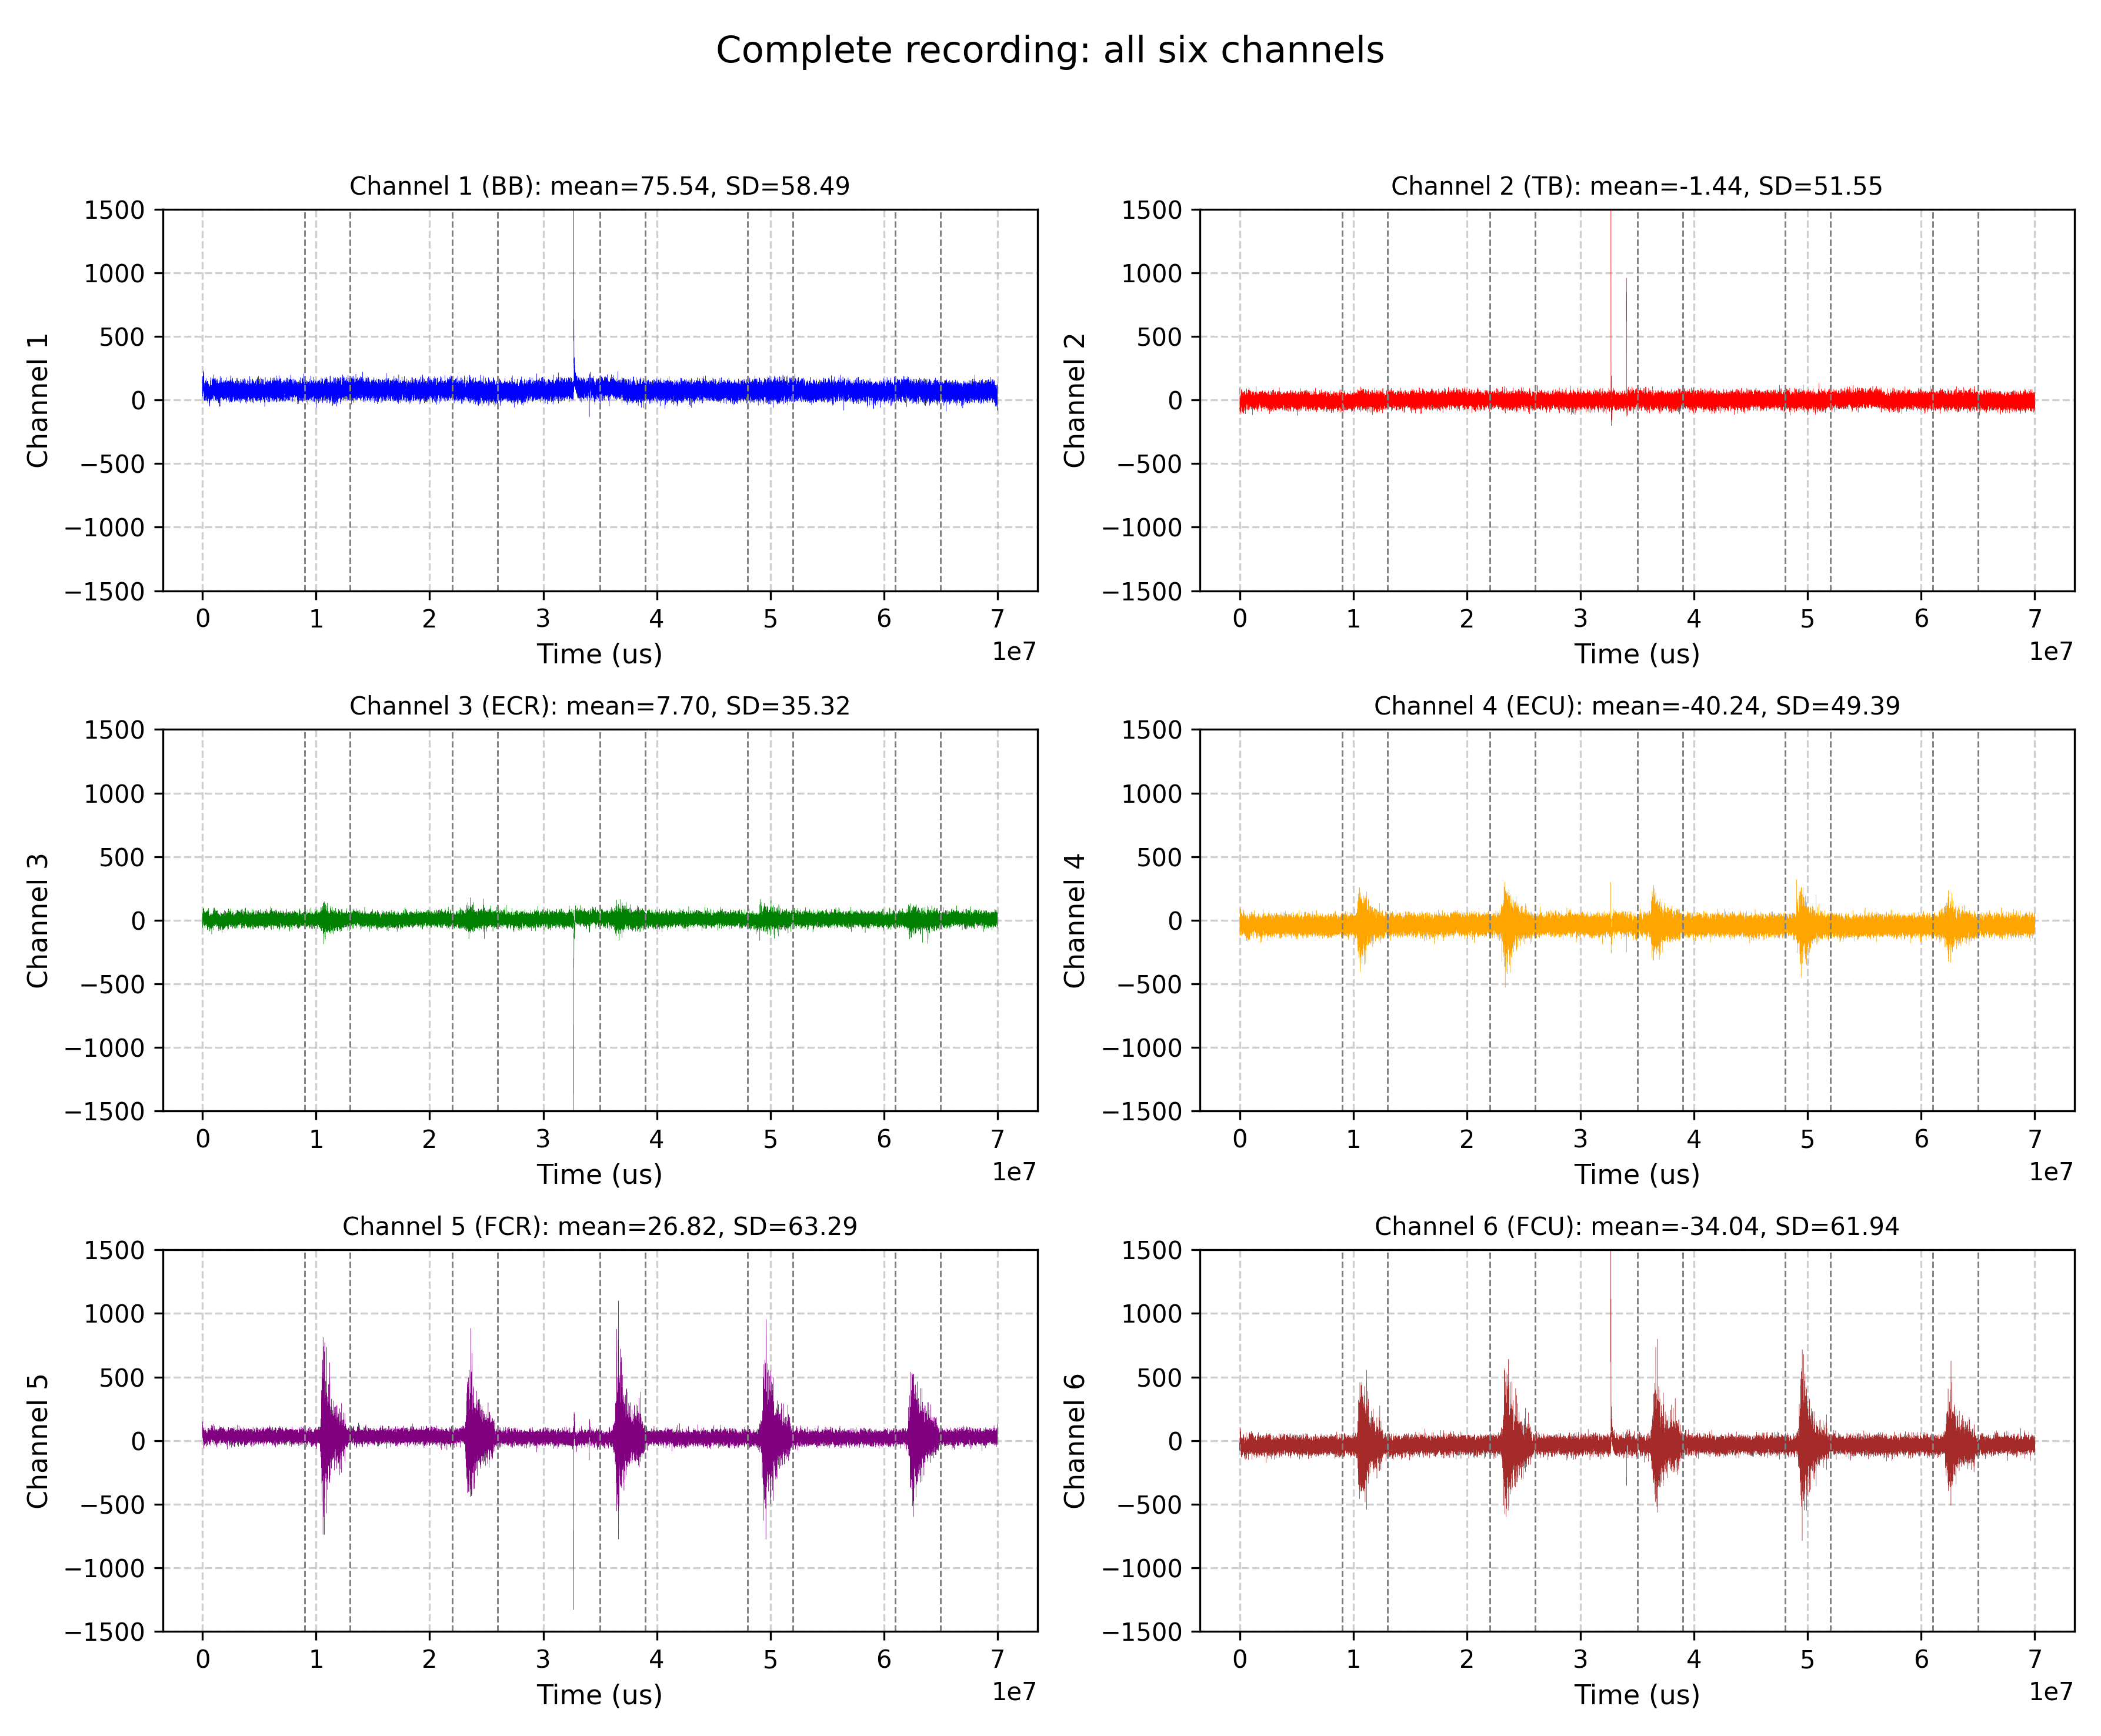 Complete recording: all six channels
Channel 1 (BB): mean=75.54, SD=58.49
1500
1000
500
0
−500
−1000
−1500
Channel 1
0 1 2 3 4 5 6 7
1e7
Time (us)
Channel 2 (TB): mean=-1.44, SD=51.55
1500
1000
500
0
−500
−1000
−1500
Channel 2
0 1 2 3 4 5 6 7
1e7
Time (us)
Channel 3 (ECR): mean=7.70, SD=35.32
1500
1000
500
0
−500
−1000
−1500
Channel 3
0 1 2 3 4 5 6 7
1e7
Time (us)
Channel 4 (ECU): mean=-40.24, SD=49.39
1500
1000
500
0
−500
−1000
−1500
Channel 4
0 1 2 3 4 5 6 7
1e7
Time (us)
Channel 5 (FCR): mean=26.82, SD=63.29
1500
1000
500
0
−500
−1000
−1500
Channel 5
0 1 2 3 4 5 6 7
1e7
Time (us)
Channel 6 (FCU): mean=-34.04, SD=61.94
1500
1000
500
0
−500
−1000
−1500
Channel 6
0 1 2 3 4 5 6 7
1e7
Time (us)